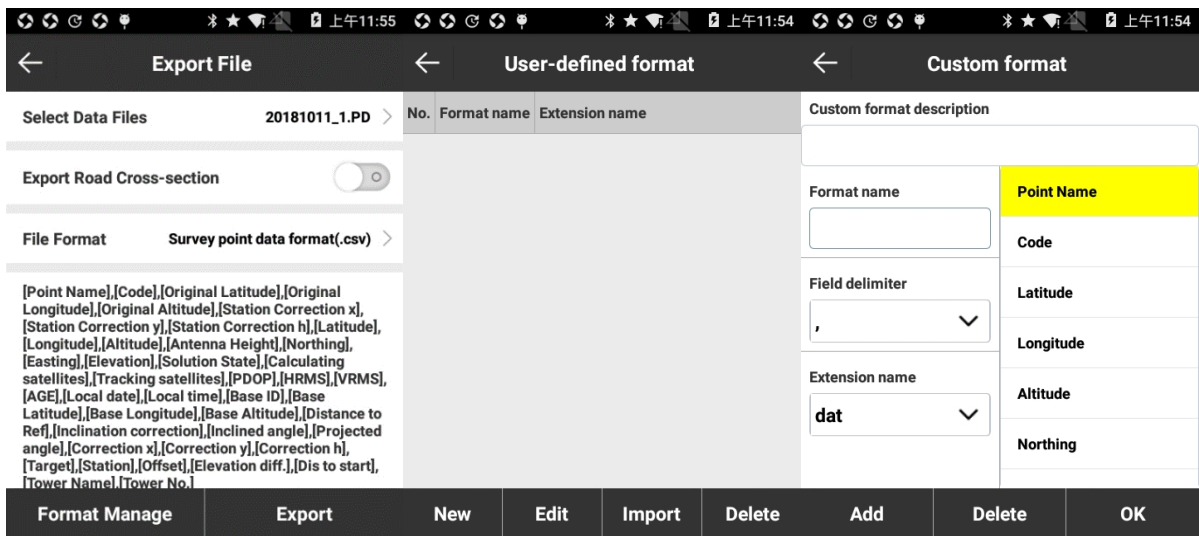 上午11:55
Export File
Select Data Files 20181011_1.PD
Export Road Cross-section
File Format Survey point data format(.csv)
[Point Name],[Code],[Original Latitude],[Original
Longitude],[Original Altitude],[Station Correction x],
[Station Correction y],[Station Correction h],[Latitude],
[Longitude],[Altitude],[Antenna Height],[Northing],
[Easting],[Elevation],[Solution State],[Calculating
satellites],[Tracking satellites],[PDOP],[HRMS],[VRMS],
[AGE],[Local date],[Local time],[Base ID],[Base
Latitude],[Base Longitude],[Base Altitude],[Distance to
Ref],[Inclination correction],[Inclined angle],[Projected
angle],[Correction x],[Correction y],[Correction h],
[Target],[Station],[Offset],[Elevation diff.],[Dis to start],
[Tower Name],[Tower No.]
Format Manage Export
上午11:54
User-defined format
No. Format name Extension name
New Edit Import Delete
上午11:54
Custom format
Custom format description
Format name
Field delimiter
,
Extension name
dat
Point Name
Code
Latitude
Longitude
Altitude
Northing
Add Delete OK